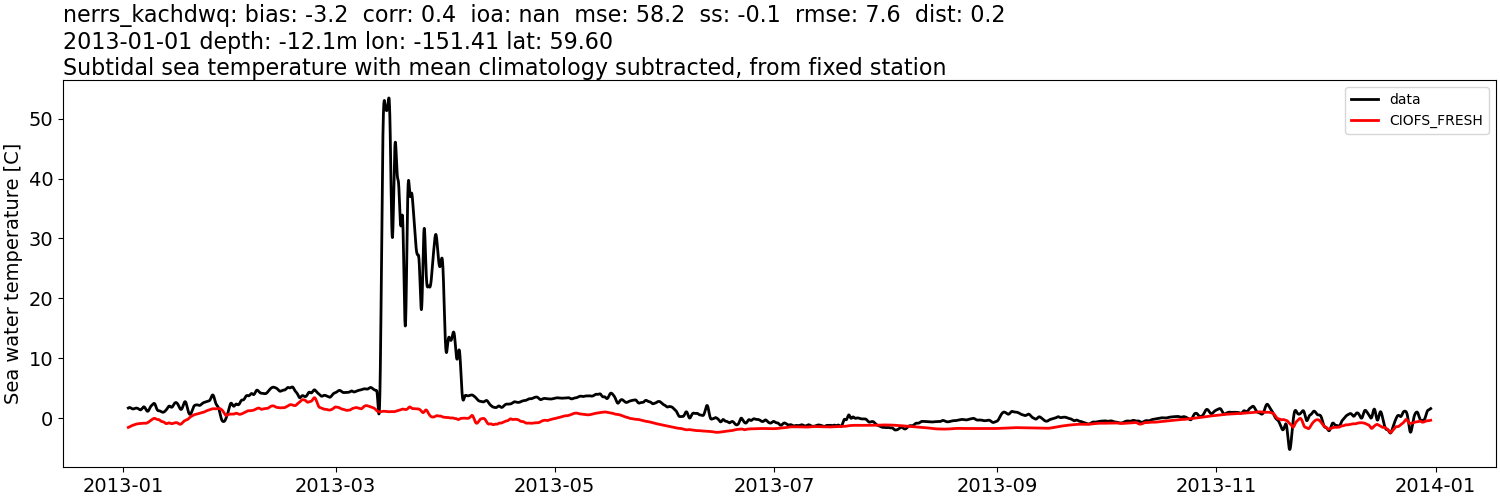 nerrs_kachdwq: bias: -3.2  corr: 0.4  ioa: nan  mse: 58.2  ss: -0.1  rmse: 7.6  dist: 0.2
2013-01-01 depth: -12.1m lon: -151.41 lat: 59.60
Subtidal sea temperature with mean climatology subtracted, from fixed station
data
CIOFS_FRESH
Sea water temperature [C]
50
40
30
20
10
0
2013-01
2013-03
2013-05
2013-07
2013-09
2013-11
2014-01